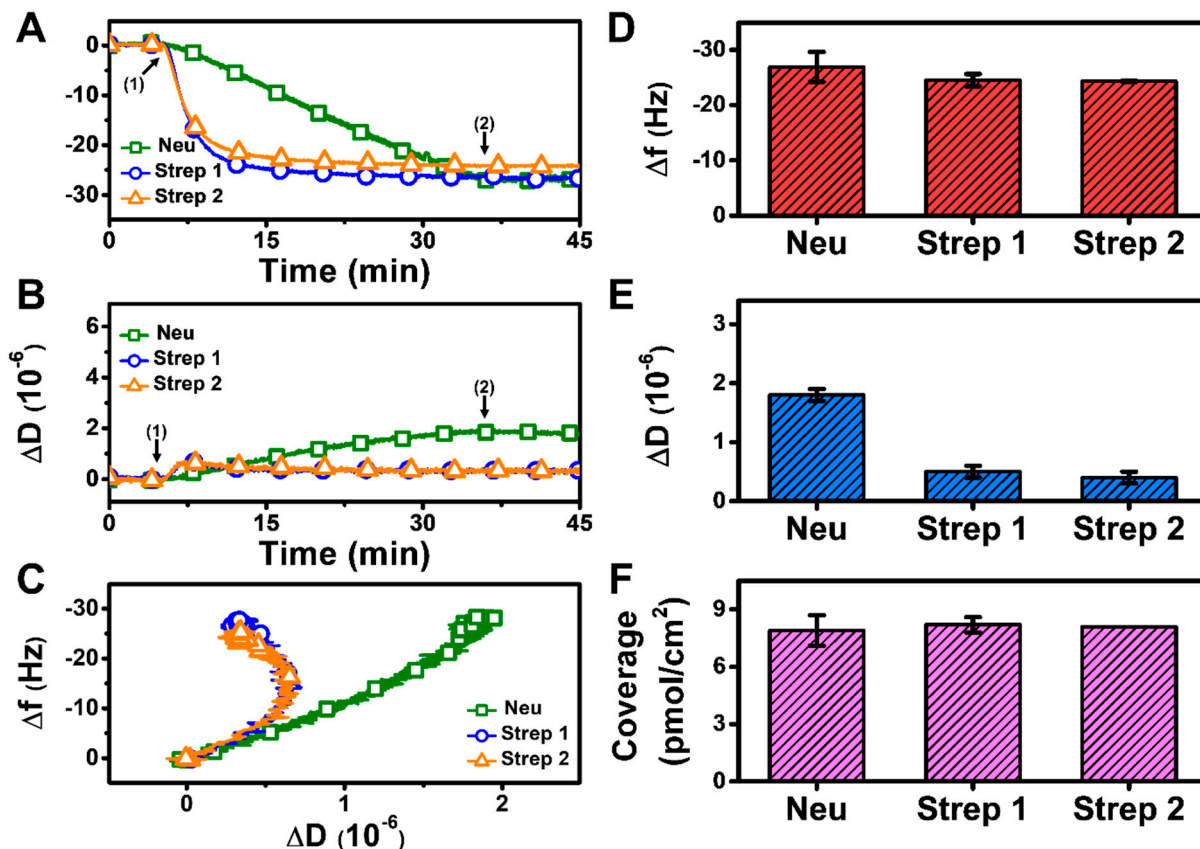 A
Δf (Hz)
0
-10
-20
-30
(1)
(2)
Neu
Strep 1
Strep 2
0 15 30 45
Time (min)
B
ΔD (10⁻⁶)
6
4
2
0
Neu
Strep 1
Strep 2
(1)
(2)
0 15 30 45
Time (min)
C
Δf (Hz)
-30
-20
-10
0
Neu
Strep 1
Strep 2
0 1 2
ΔD (10⁻⁶)
D
Δf (Hz)
-30
-20
-10
0
Neu Strep 1 Strep 2
E
ΔD (10⁻⁶)
3
2
1
0
Neu Strep 1 Strep 2
F
Coverage
(pmol/cm²)
9
6
3
0
Neu Strep 1 Strep 2